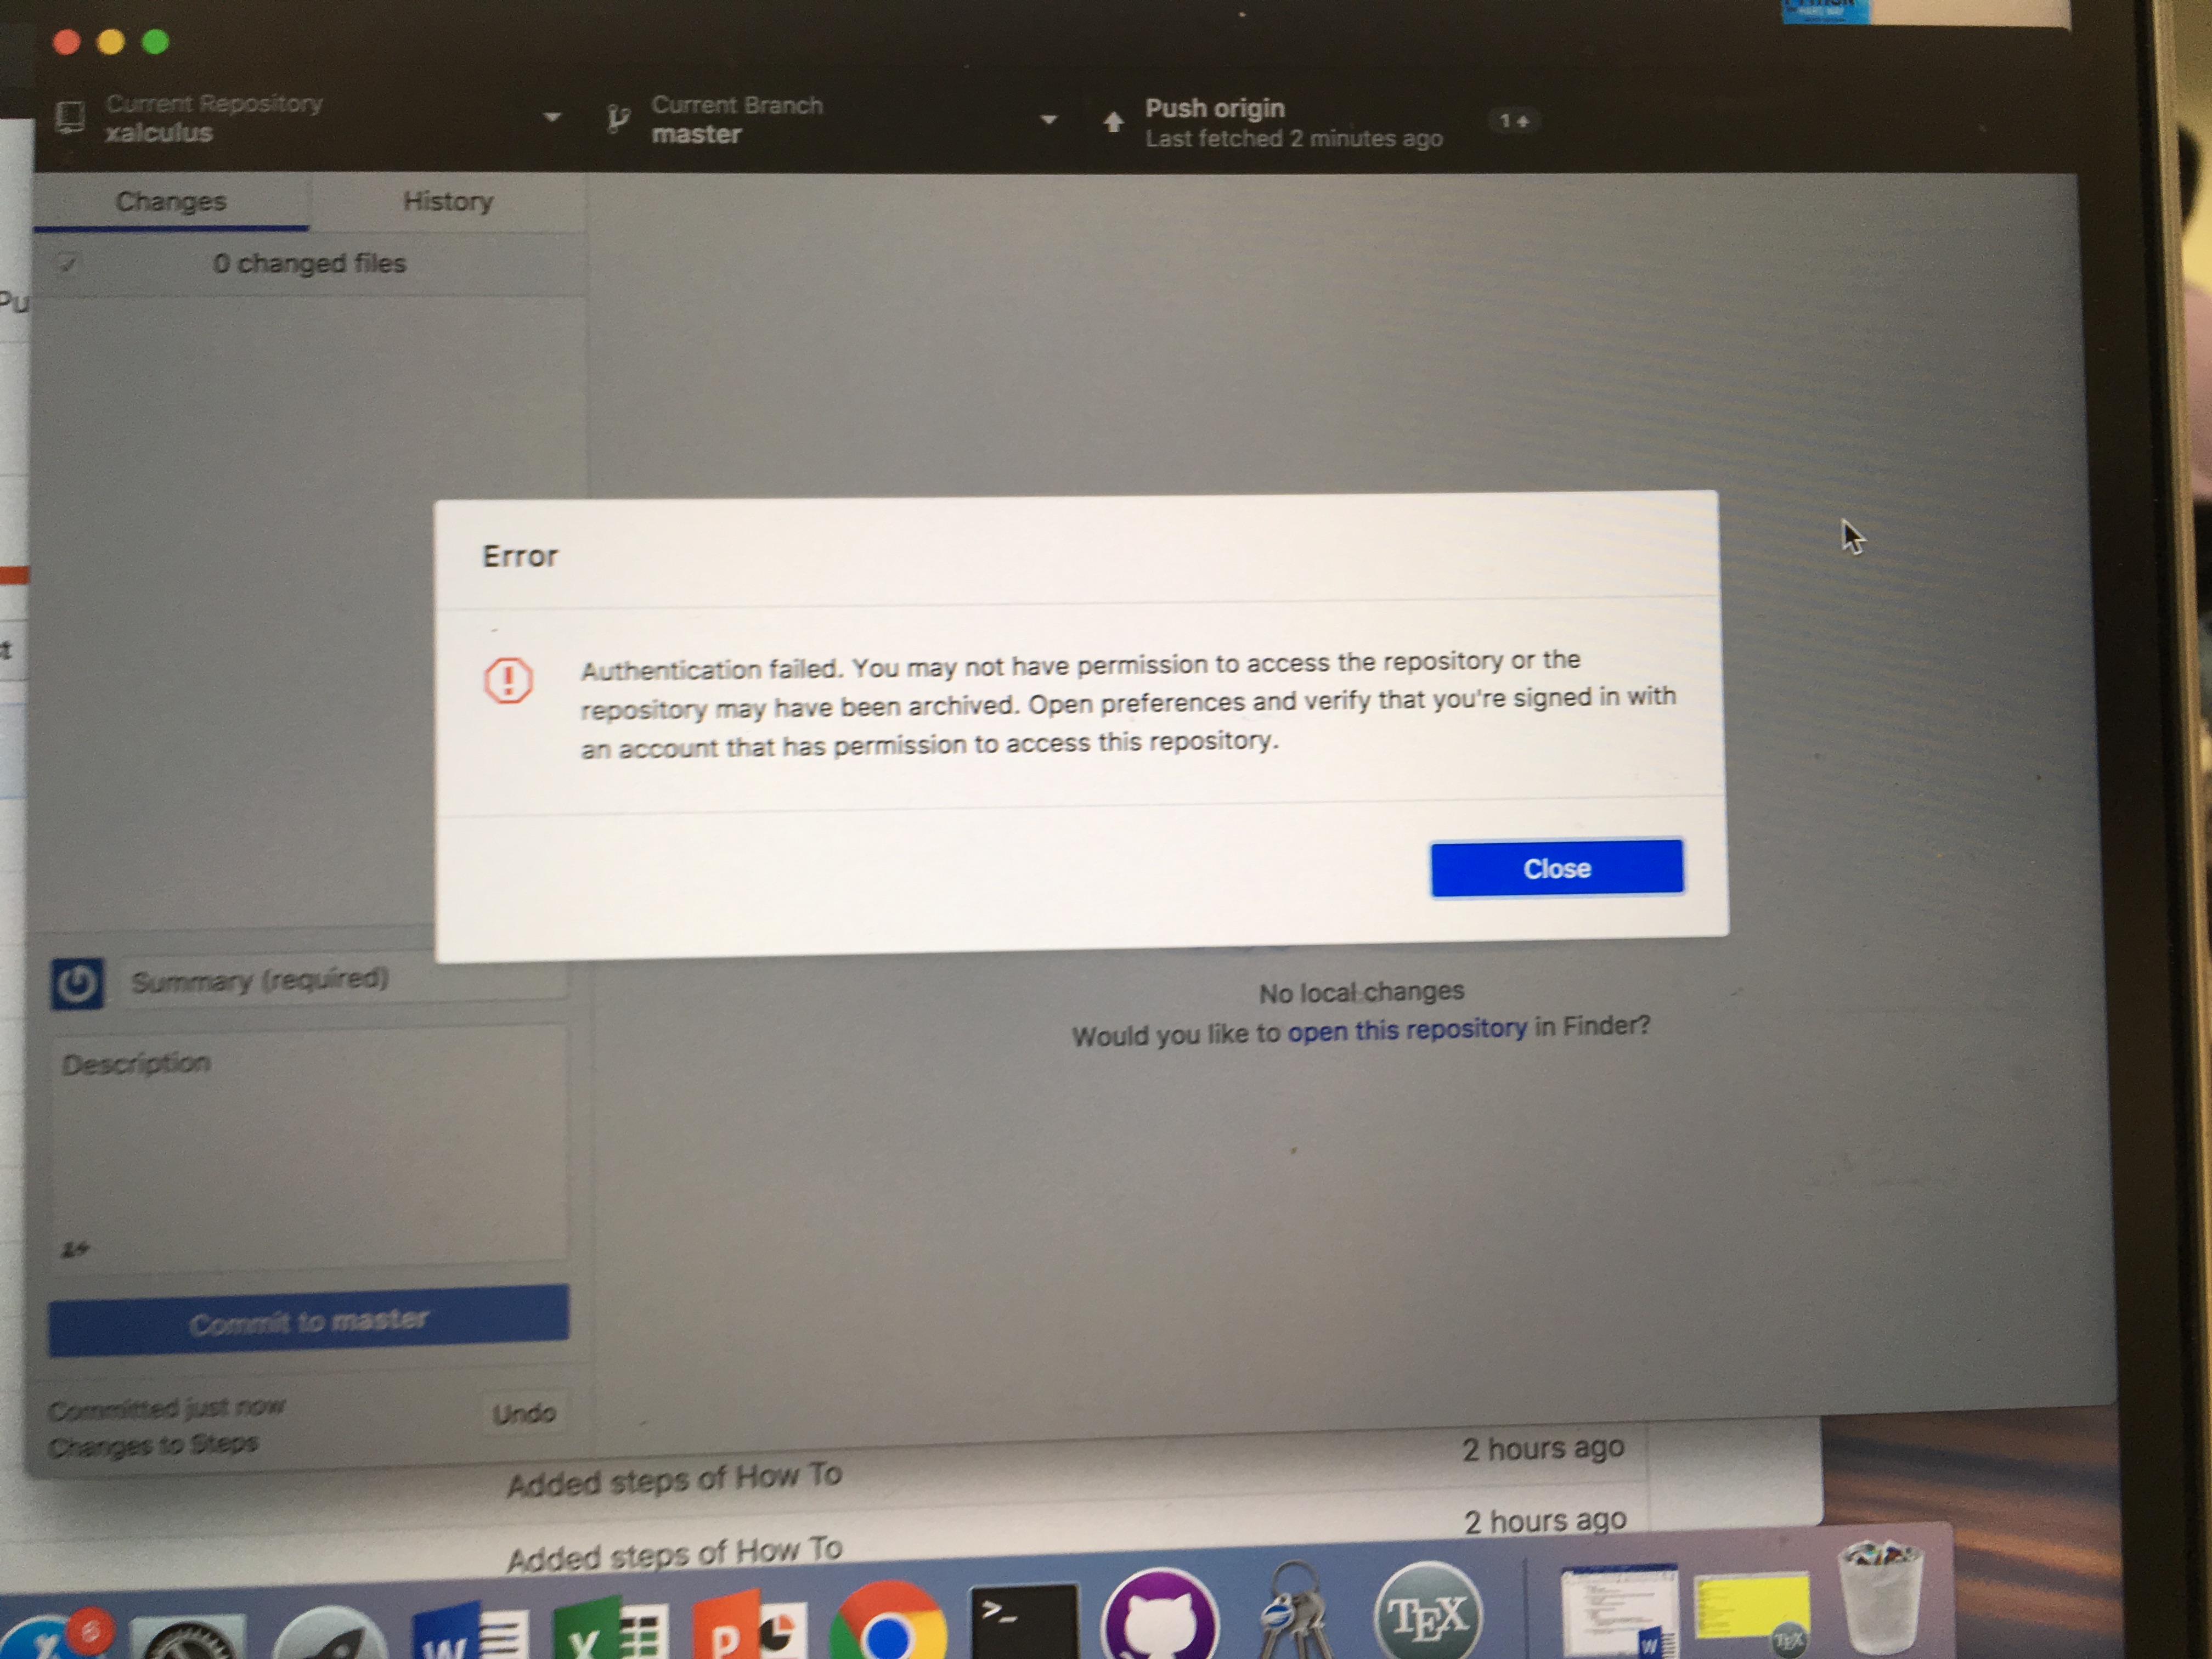 Current Repository
xalculus
Current Branch
master
Push origin
Last fetched 2 minutes ago
1
Changes
History
0 changed files
Pu
t
Error
Authentication failed. You may not have permission to access the repository or the
repository may have been archived. Open preferences and verify that you're signed in with
an account that has permission to access this repository.
Close
Summary (required)
Description
No local changes
Would you like to open this repository in Finder?
Commit to master
Committed just now
Changes to Steps
Undo
Added steps of How To
2 hours ago
Added steps of How To
2 hours ago
6
W
X
P
>_
TEX
W
TEX